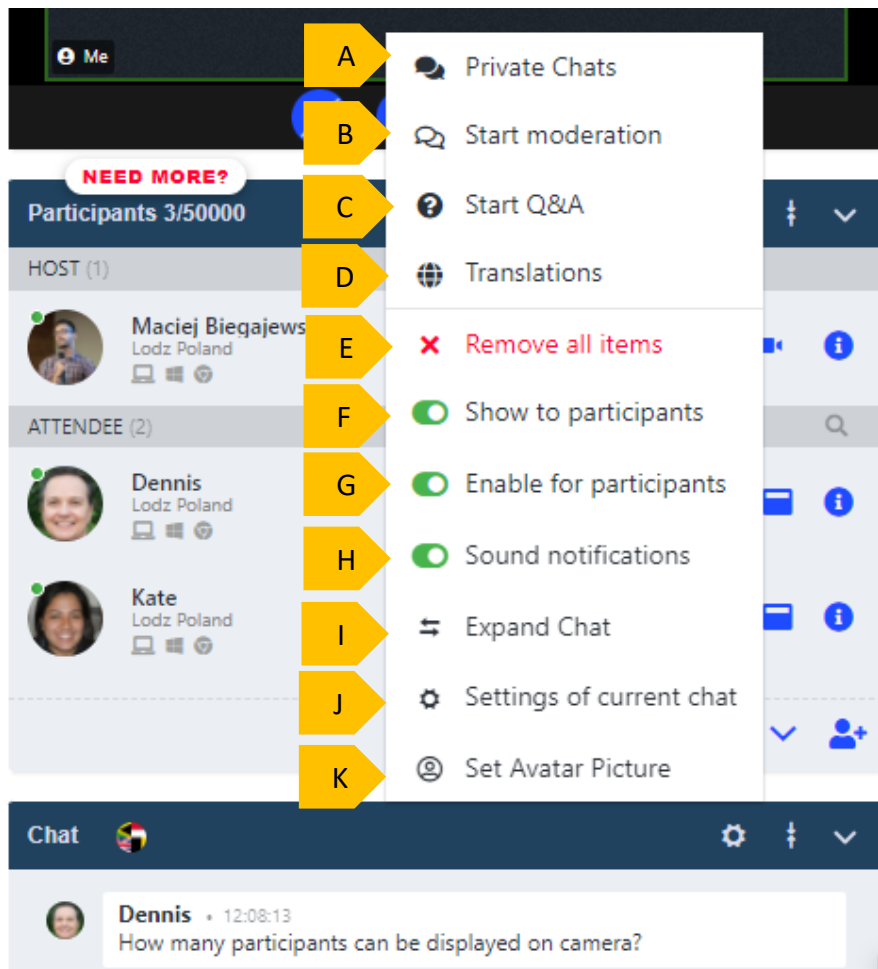 Me
A
Private Chats
B
Start moderation
NEED MORE?
Participants 3/50000
C
Start Q&A
HOST (1)
D
Translations
Maciej Biegajews
Lodz Poland
E
Remove all items
ATTENDEE (2)
F
Show to participants
Dennis
Lodz Poland
G
Enable for participants
H
Sound notifications
Kate
Lodz Poland
I
Expand Chat
J
Settings of current chat
K
Set Avatar Picture
Chat
Dennis • 12:08:13
How many participants can be displayed on camera?